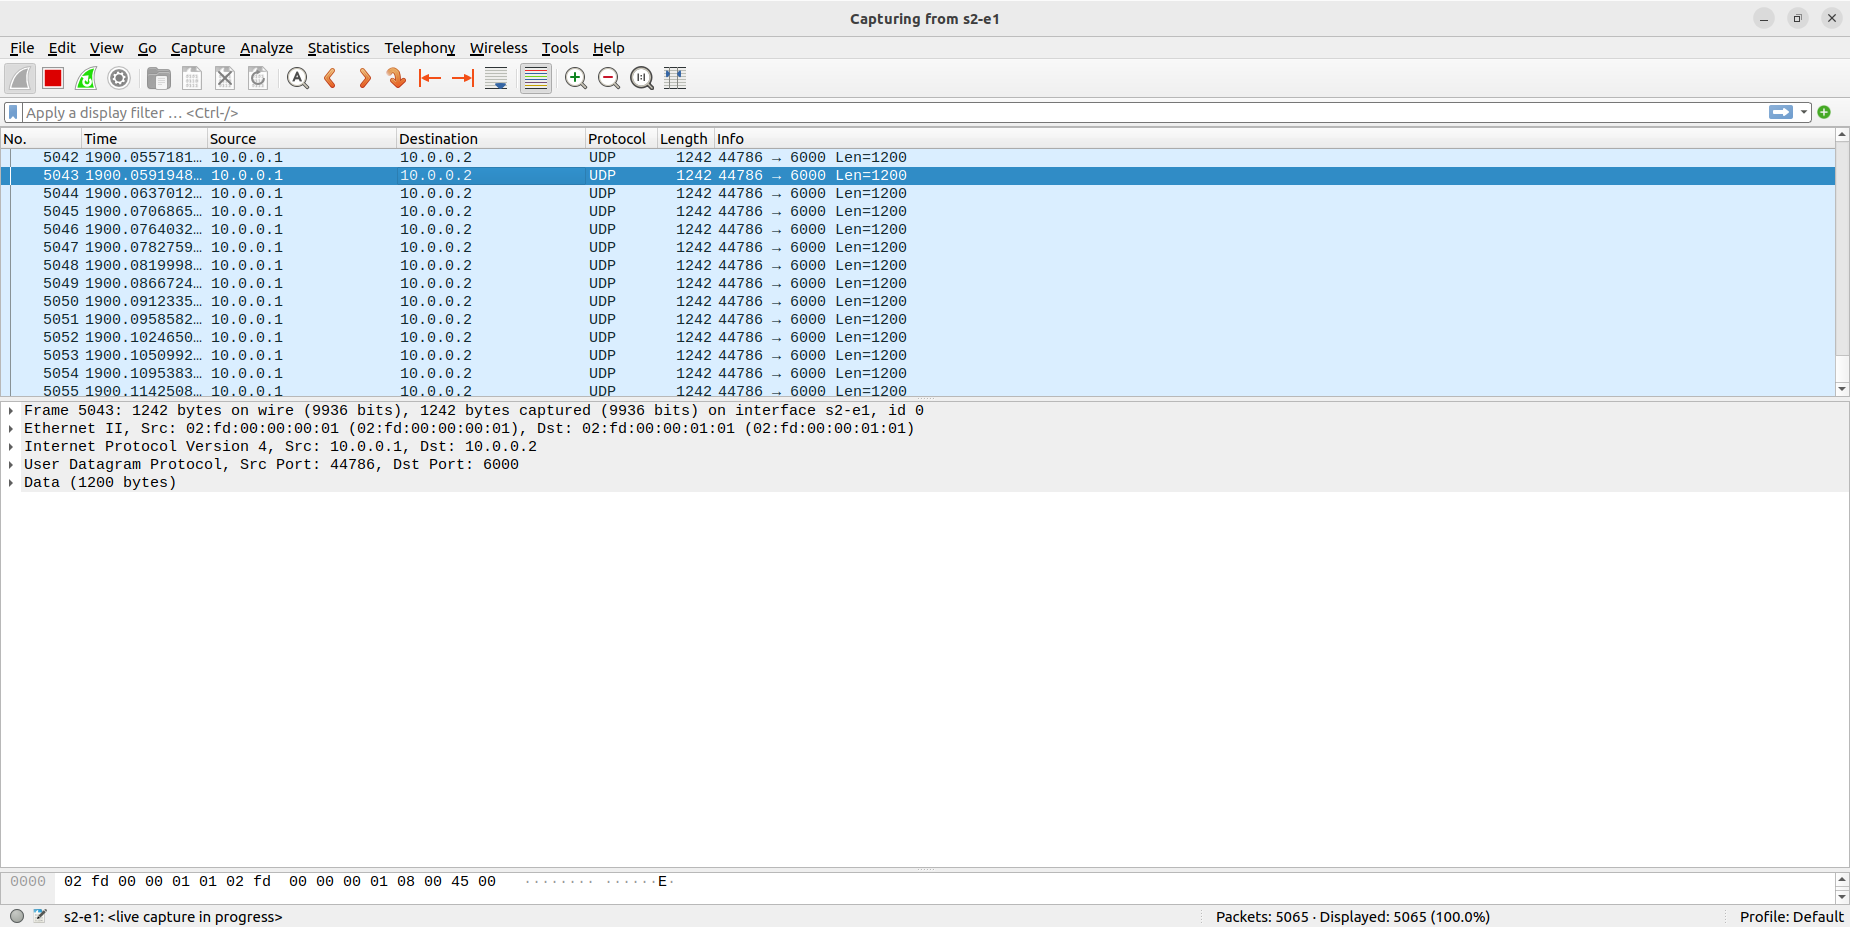 Capturing from s2-e1
File Edit View Go Capture Analyze Statistics Telephony Wireless Tools Help
Apply a display filter … <Ctrl-/>
No. Time Source Destination Protocol Length Info
5042 1900.0557181… 10.0.0.1 10.0.0.2 UDP 1242 44786 → 6000 Len=1200
5043 1900.0591948… 10.0.0.1 10.0.0.2 UDP 1242 44786 → 6000 Len=1200
5044 1900.0637012… 10.0.0.1 10.0.0.2 UDP 1242 44786 → 6000 Len=1200
5045 1900.0706865… 10.0.0.1 10.0.0.2 UDP 1242 44786 → 6000 Len=1200
5046 1900.0764032… 10.0.0.1 10.0.0.2 UDP 1242 44786 → 6000 Len=1200
5047 1900.0782759… 10.0.0.1 10.0.0.2 UDP 1242 44786 → 6000 Len=1200
5048 1900.0819998… 10.0.0.1 10.0.0.2 UDP 1242 44786 → 6000 Len=1200
5049 1900.0866724… 10.0.0.1 10.0.0.2 UDP 1242 44786 → 6000 Len=1200
5050 1900.0912335… 10.0.0.1 10.0.0.2 UDP 1242 44786 → 6000 Len=1200
5051 1900.0958582… 10.0.0.1 10.0.0.2 UDP 1242 44786 → 6000 Len=1200
5052 1900.1024650… 10.0.0.1 10.0.0.2 UDP 1242 44786 → 6000 Len=1200
5053 1900.1050992… 10.0.0.1 10.0.0.2 UDP 1242 44786 → 6000 Len=1200
5054 1900.1095383… 10.0.0.1 10.0.0.2 UDP 1242 44786 → 6000 Len=1200
5055 1900.1142508… 10.0.0.1 10.0.0.2 UDP 1242 44786 → 6000 Len=1200
Frame 5043: 1242 bytes on wire (9936 bits), 1242 bytes captured (9936 bits) on interface s2-e1, id 0
Ethernet II, Src: 02:fd:00:00:00:01 (02:fd:00:00:00:01), Dst: 02:fd:00:00:01:01 (02:fd:00:00:01:01)
Internet Protocol Version 4, Src: 10.0.0.1, Dst: 10.0.0.2
User Datagram Protocol, Src Port: 44786, Dst Port: 6000
Data (1200 bytes)
0000 02 fd 00 00 01 01 02 fd 00 00 00 01 08 00 45 00 ········ ······E·
s2-e1: <live capture in progress> Packets: 5065 · Displayed: 5065 (100.0%) Profile: Default